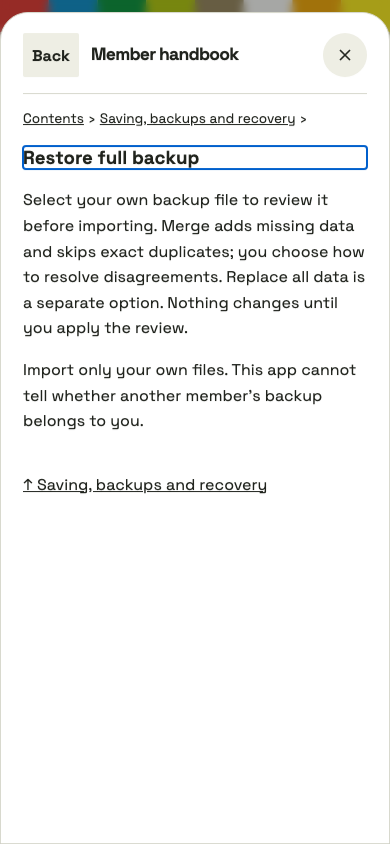 Back
Member handbook
Contents > Saving, backups and recovery >
Restore full backup
Select your own backup file to review it
before importing. Merge adds missing data
and skips exact duplicates; you choose how
to resolve disagreements. Replace all data is
a separate option. Nothing changes until
you apply the review.
Import only your own files. This app cannot
tell whether another member’s backup
belongs to you.
↑ Saving, backups and recovery